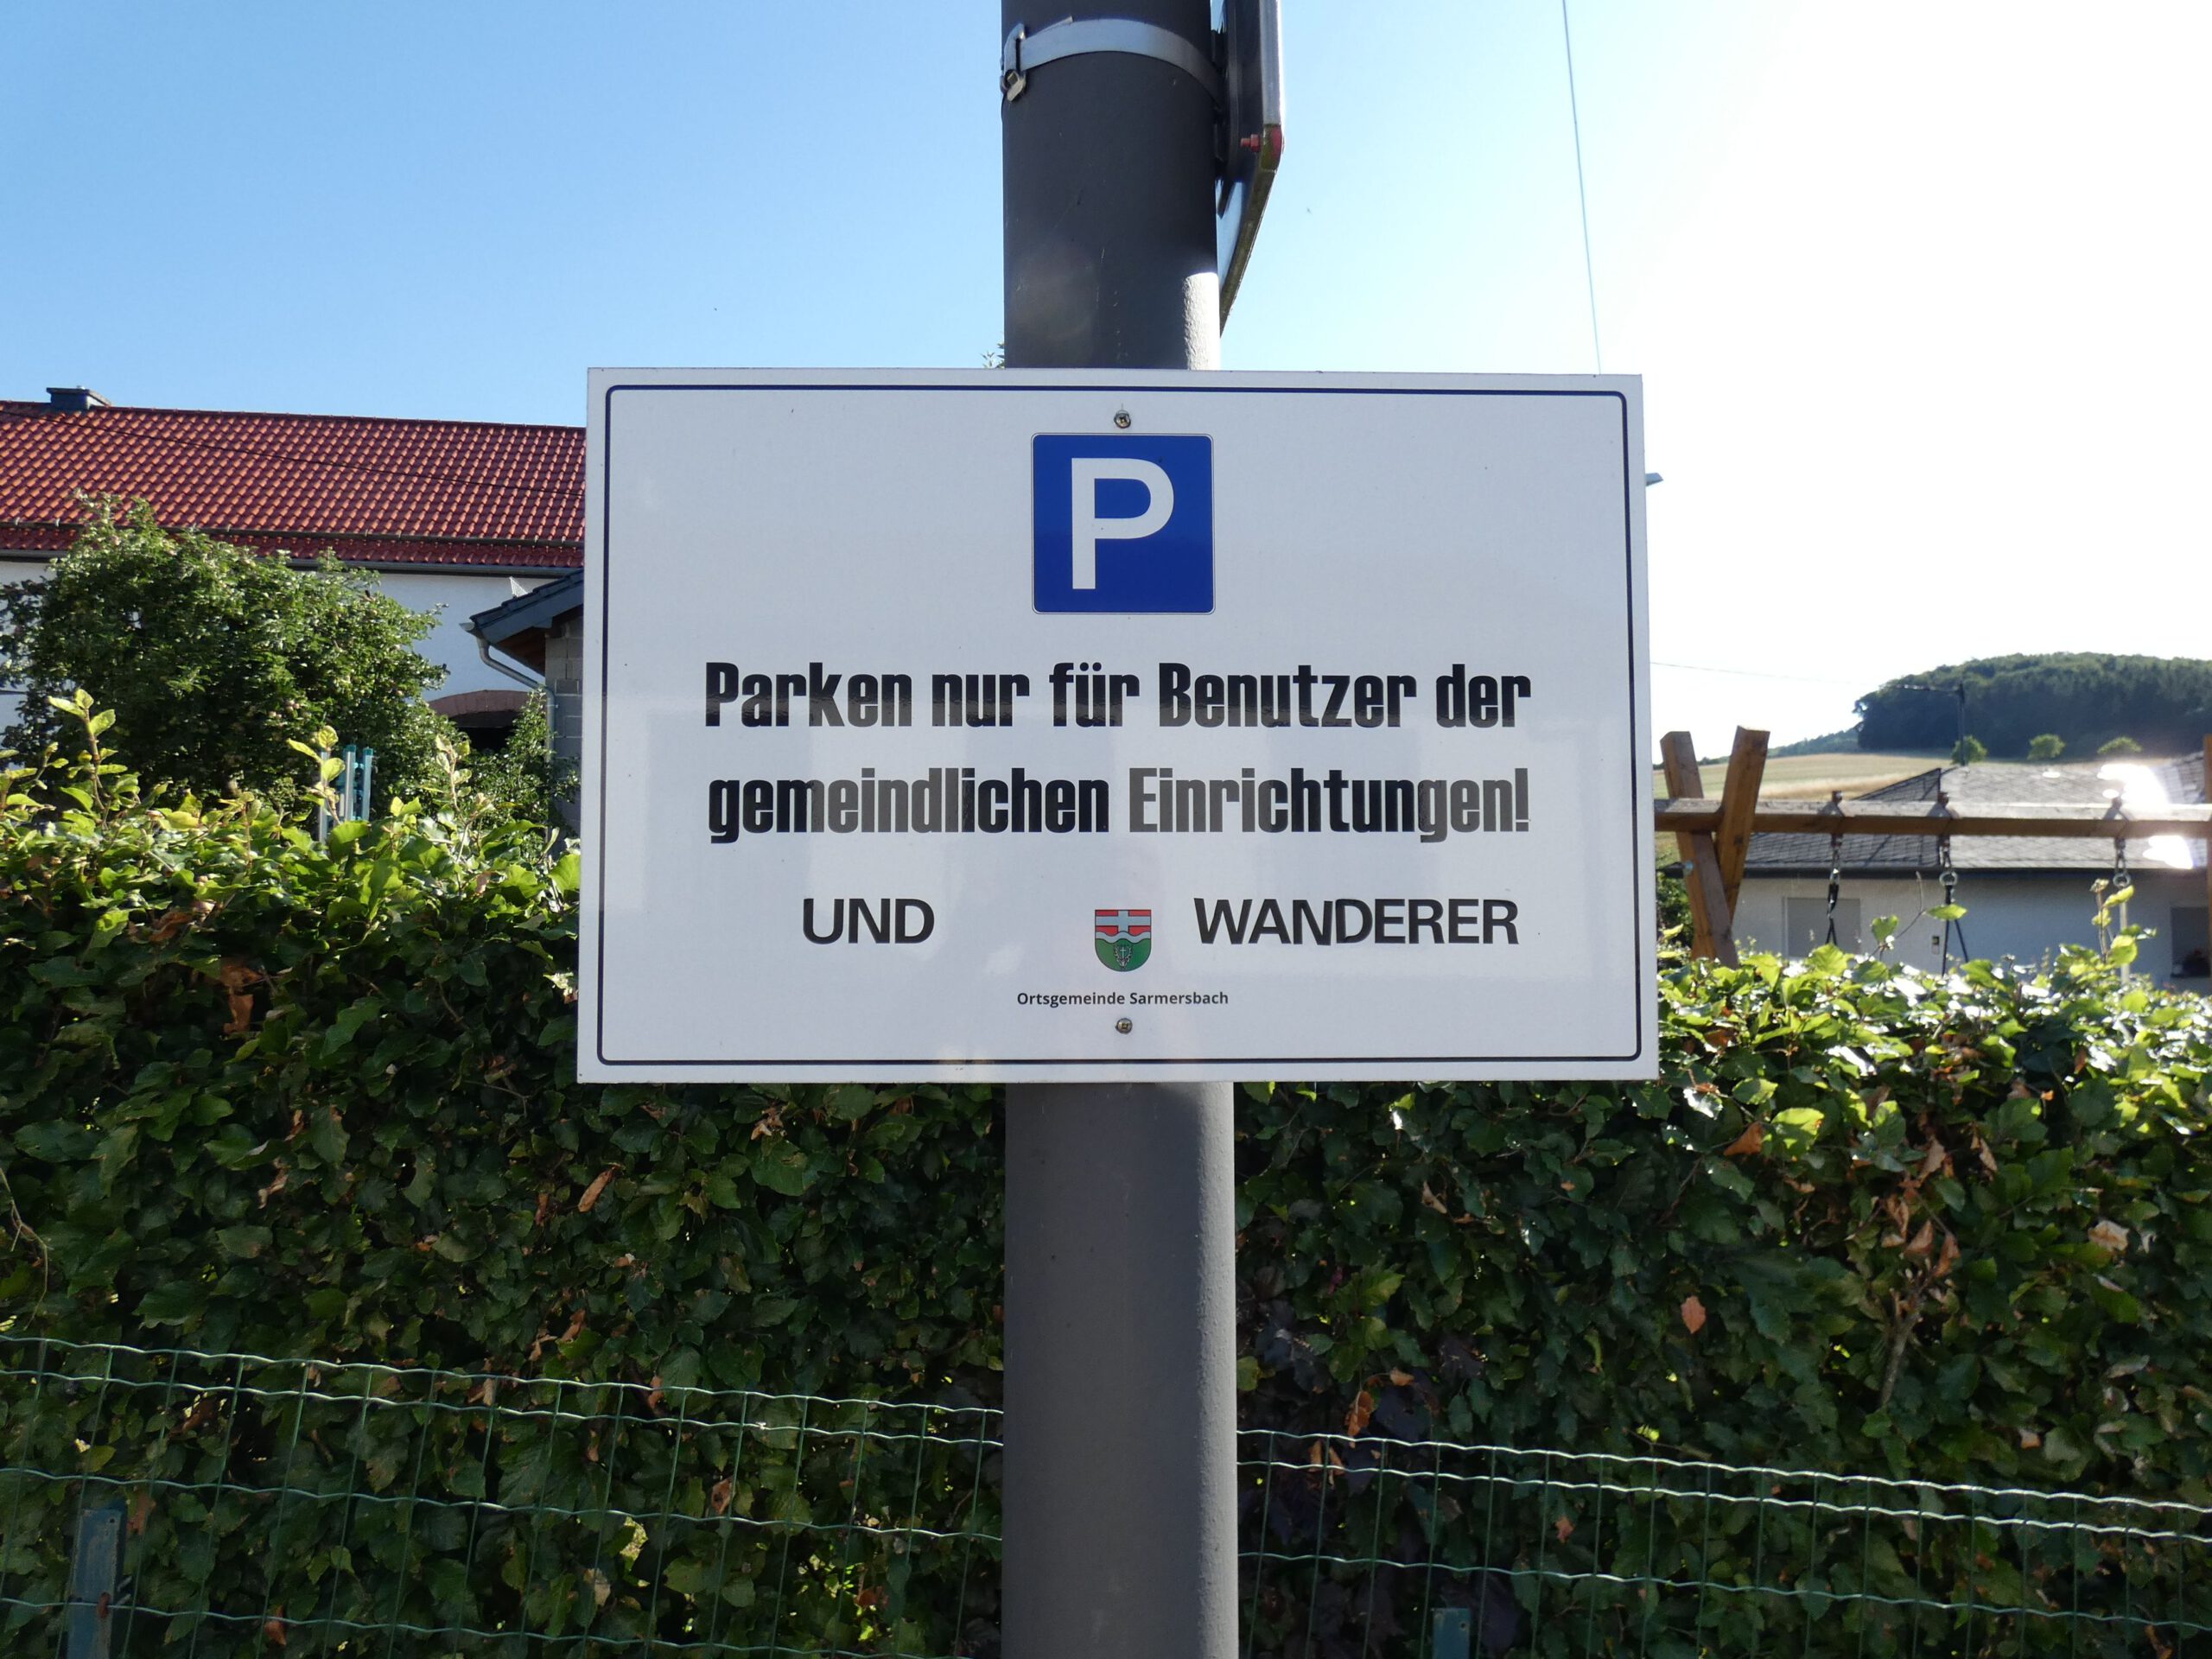 P
Parken nur für Benutzer der
gemeindlichen Einrichtungen!
UND WANDERER
Ortsgemeinde Sarmersbach